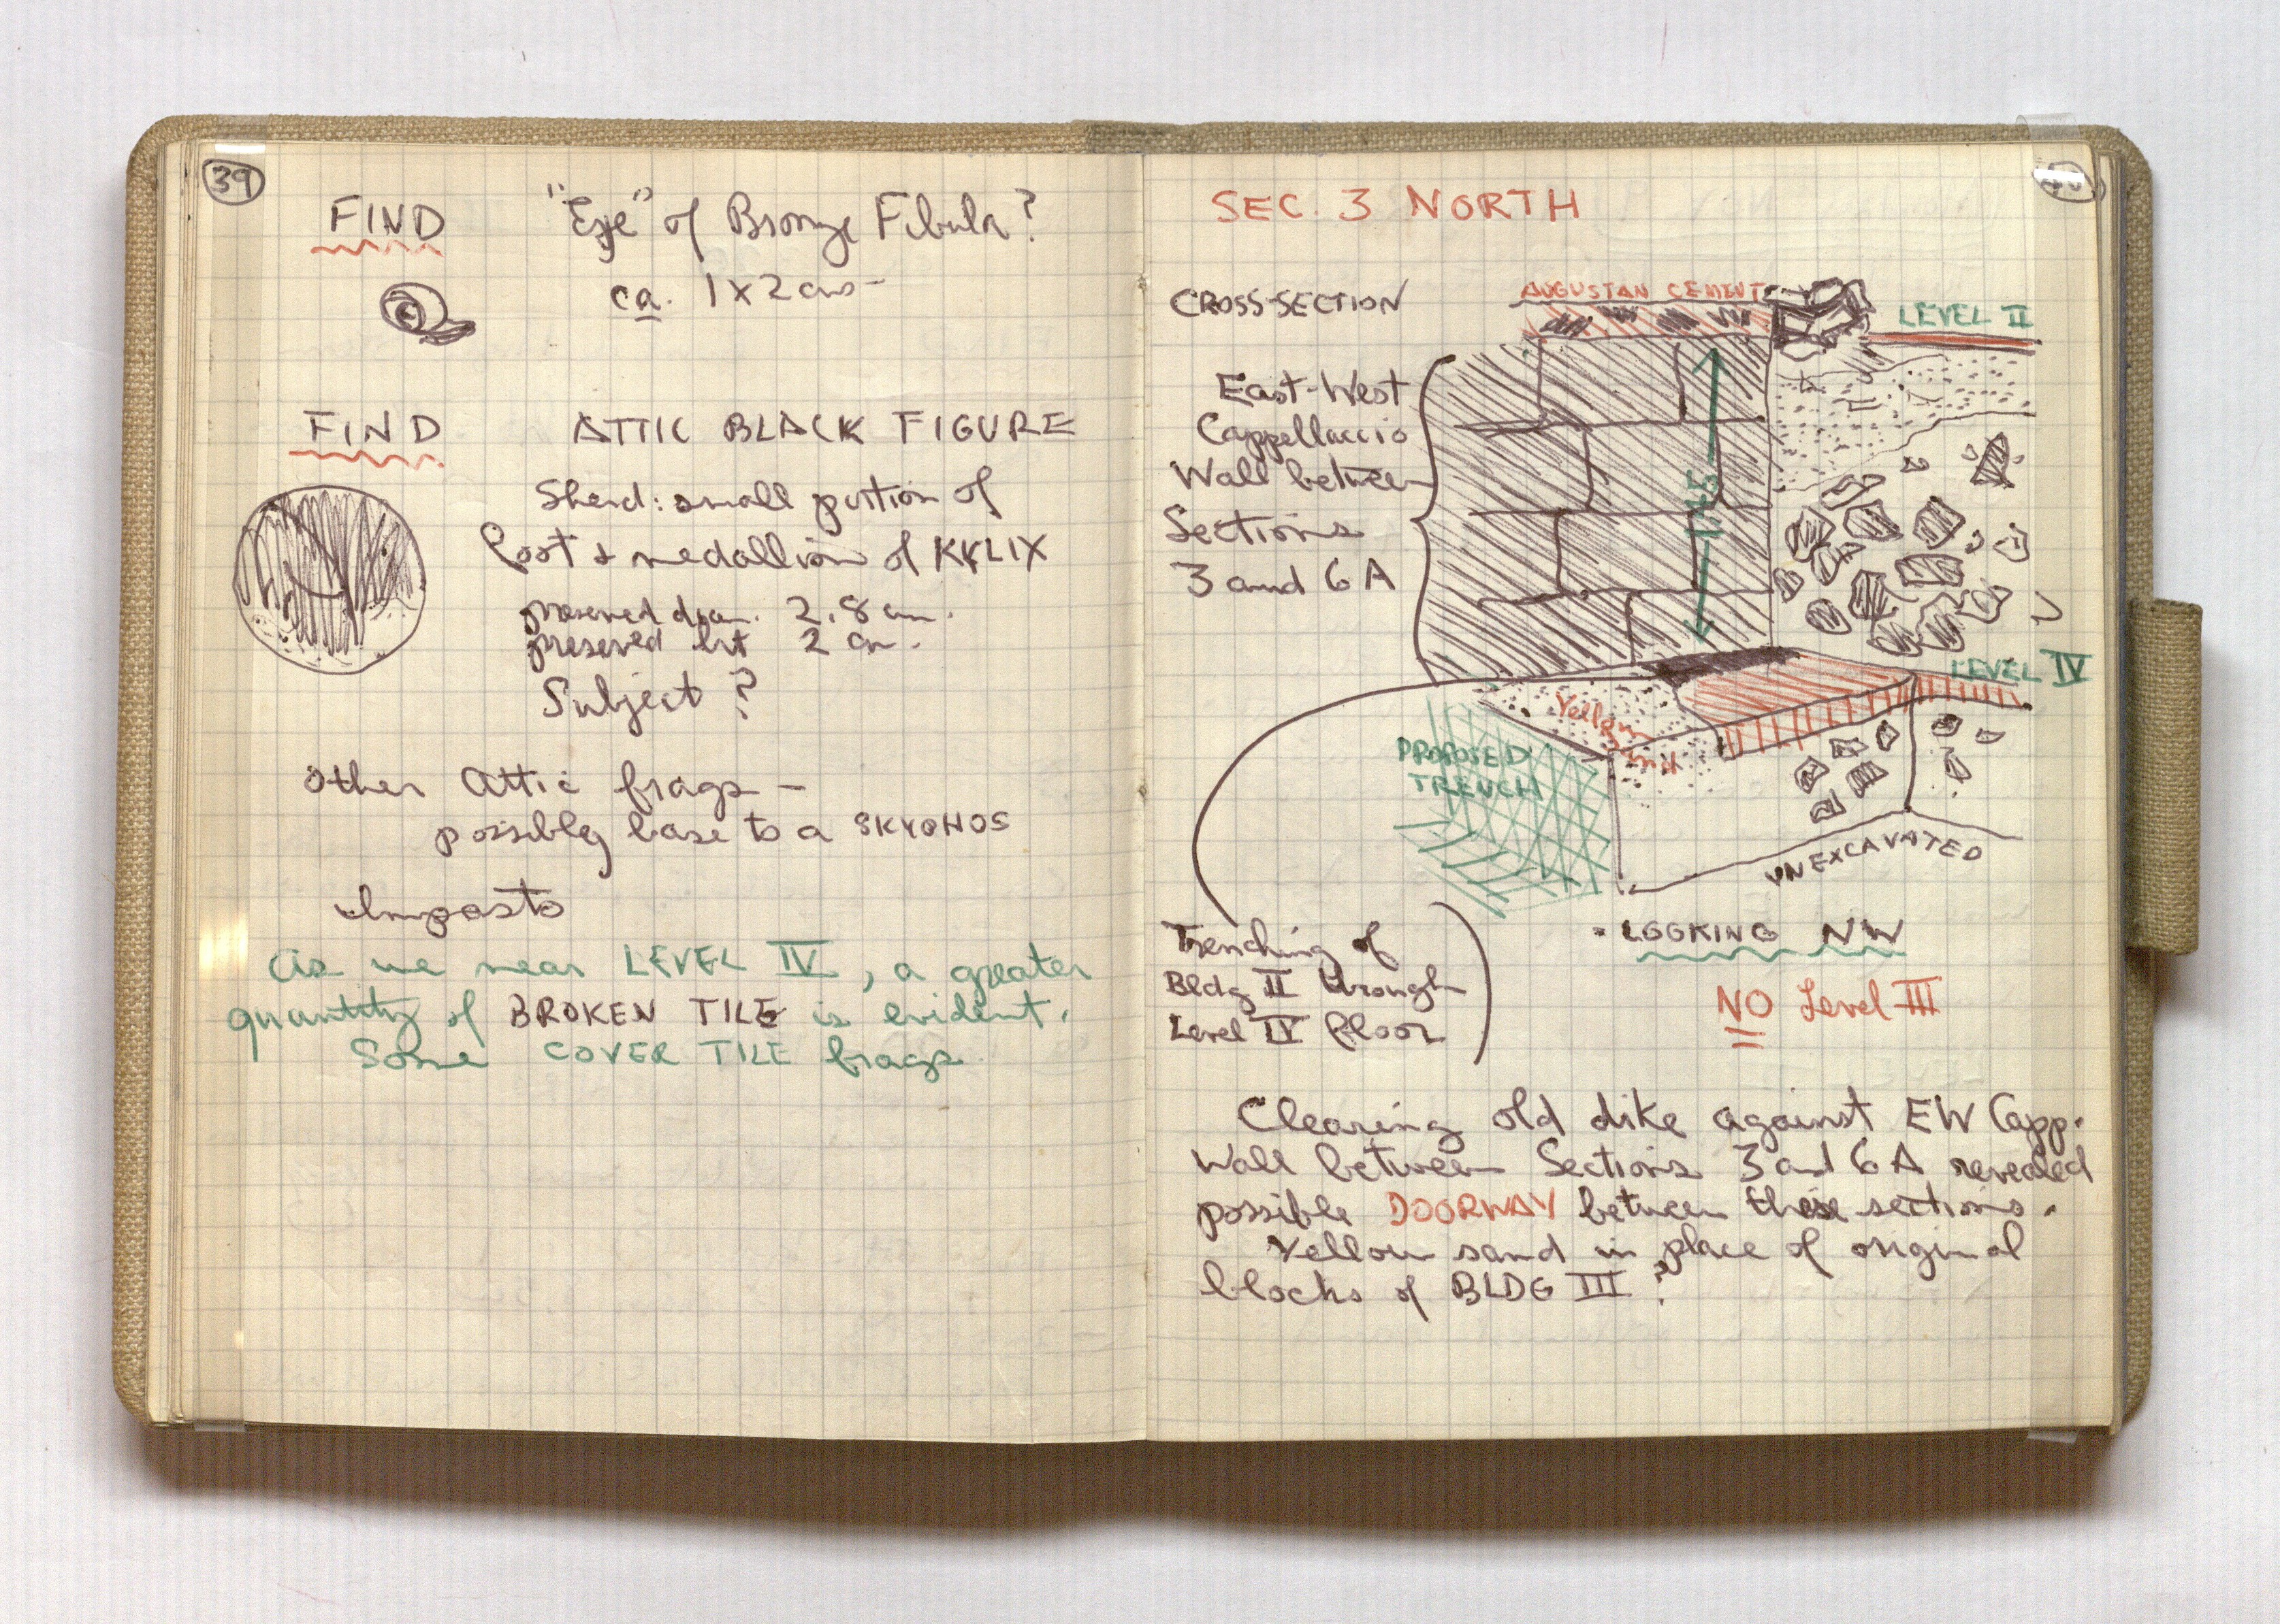 39
FIND "Eye" of Bronze Fibula?
ca. 1 x 2 cms-
FIND ATTIC BLACK FIGURE
Sherd: small portion of
foot & medallion of KYLIX
preserved diam. 2.8 cm.
preserved ht 2 cm.
Subject ?
Other Attic frags -
possibly base to a SKYPHOS
Impasto
As we near LEVEL IV, a greater
quantity of BROKEN TILE is evident.
Some COVER TILE frags
40
SEC. 3 NORTH
CROSS-SECTION
AUGUSTAN CEMENT
LEVEL II
East-West
Cappellaccio
Wall between
Sections
3 and 6 A
LEVEL IV
Yellow
Sand
PROPOSED
TRENCH
UNEXCAVATED
Trenching of
Bldg II through
Level IV floor
LOOKING NW
NO Level III
Clearing old dike against EW Capp.
Wall between Sections 3 and 6 A revealed
possible DOORWAY between these sections.
Yellow sand in place of original
blocks of BLDG III ?